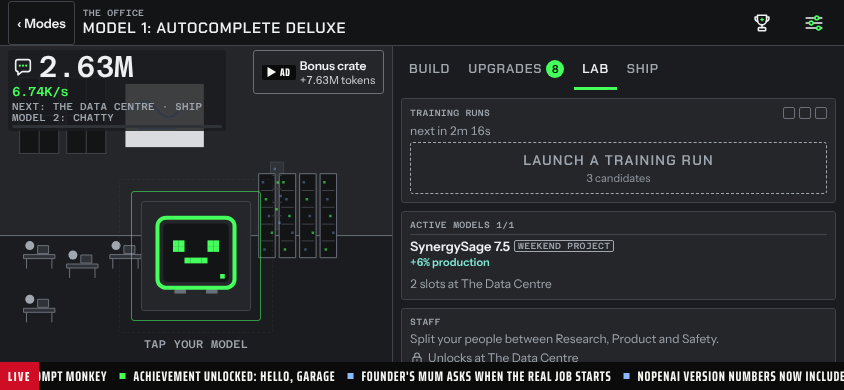 ‹ Modes
THE OFFICE
MODEL 1: AUTOCOMPLETE DELUXE
2.63M
6.74K/s
NEXT: THE DATA CENTRE · SHIP
MODEL 2: CHATTY
AD
Bonus crate
+7.63M tokens
TAP YOUR MODEL
BUILD
UPGRADES 8
LAB
SHIP
TRAINING RUNS
next in 2m 16s
LAUNCH A TRAINING RUN
3 candidates
ACTIVE MODELS 1/1
SynergySage 7.5 WEEKEND PROJECT
+6% production
2 slots at The Data Centre
STAFF
Split your people between Research, Product and Safety.
Unlocks at The Data Centre
LIVE
MPT MONKEY ACHIEVEMENT UNLOCKED: HELLO, GARAGE FOUNDER'S MUM ASKS WHEN THE REAL JOB STARTS NOPENAI VERSION NUMBERS NOW INCLUDE